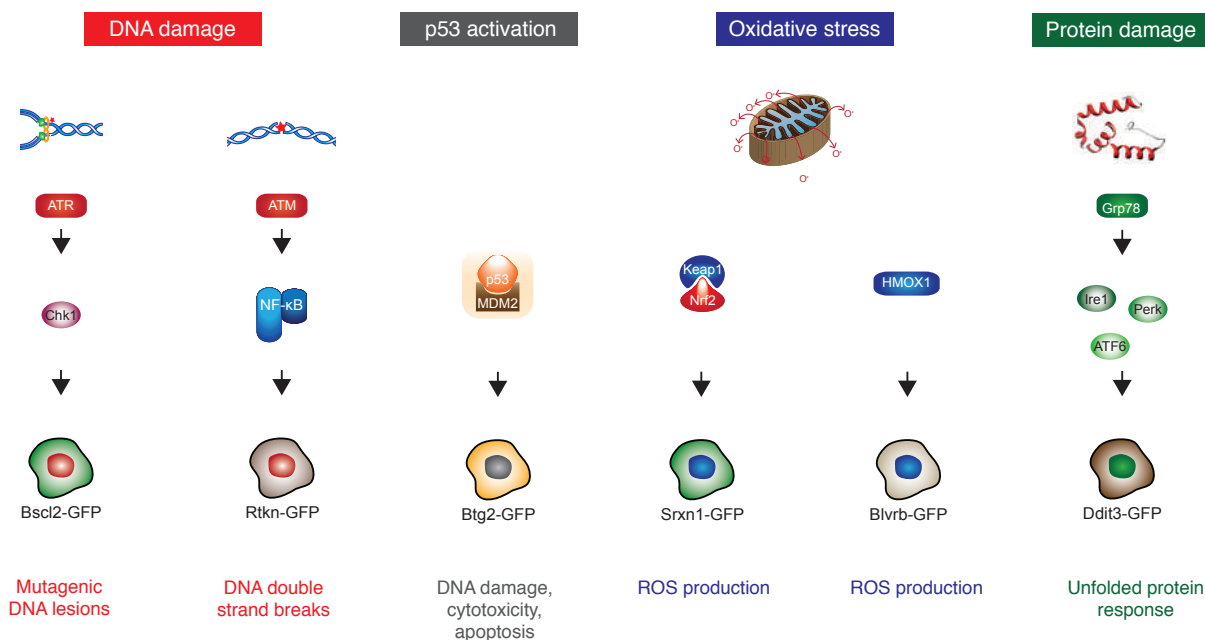 DNA damage
p53 activation
Oxidative stress
Protein damage
O•
O•
O•
O•
O•
O•
O•
O•
O•
O•
ATR
ATM
Grp78
Chk1
NF-κB
p53
MDM2
Keap1
Nrf2
HMOX1
Ire1
Perk
ATF6
Bscl2-GFP
Rtkn-GFP
Btg2-GFP
Srxn1-GFP
Blvrb-GFP
Ddit3-GFP
Mutagenic
DNA lesions
DNA double
strand breaks
DNA damage,
cytotoxicity,
apoptosis
ROS production
ROS production
Unfolded protein
response